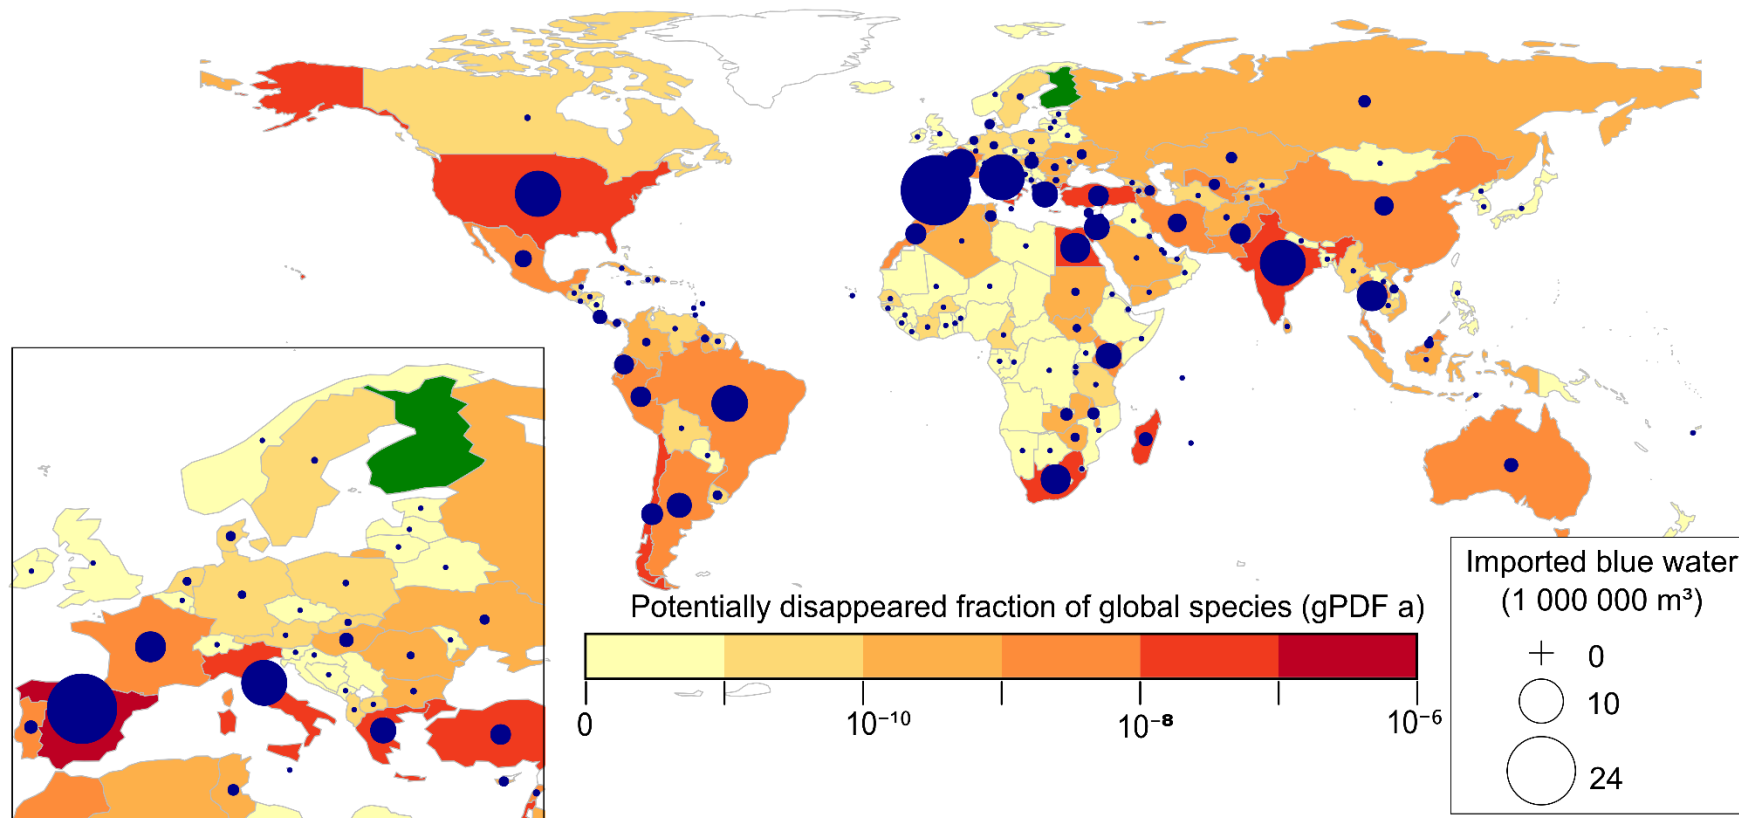 Potentially disappeared fraction of global species (gPDF a)
0 10⁻¹⁰ 10⁻⁸ 10⁻⁶
Imported blue water
(1 000 000 m³)
0
10
24